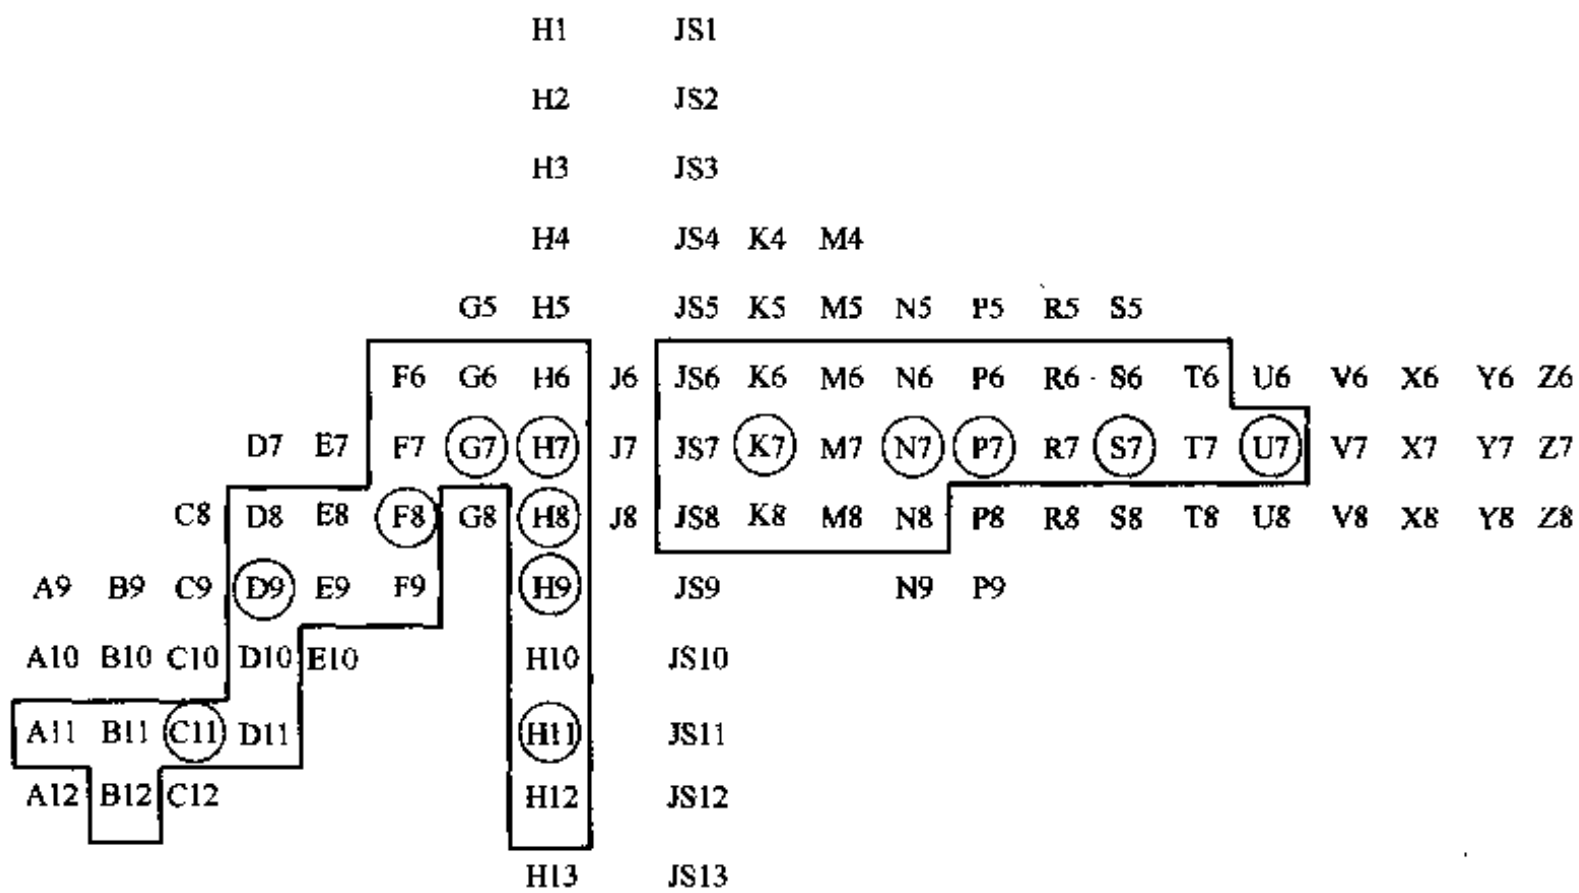 H1 JS1
H2 JS2
H3 JS3
H4 JS4 K4 M4
G5 H5 JS5 K5 M5 N5 P5 R5 S5
F6 G6 H6 J6 JS6 K6 M6 N6 P6 R6 S6 T6 U6 V6 X6 Y6 Z6
D7 E7 F7 G7 H7 J7 JS7 K7 M7 N7 P7 R7 S7 T7 U7 V7 X7 Y7 Z7
C8 D8 E8 F8 G8 H8 J8 JS8 K8 M8 N8 P8 R8 S8 T8 U8 V8 X8 Y8 Z8
A9 B9 C9 D9 E9 F9 H9 JS9 N9 P9
A10 B10 C10 D10 E10 H10 JS10
A11 B11 C11 D11 H11 JS11
A12 B12 C12 H12 JS12
H13 JS13